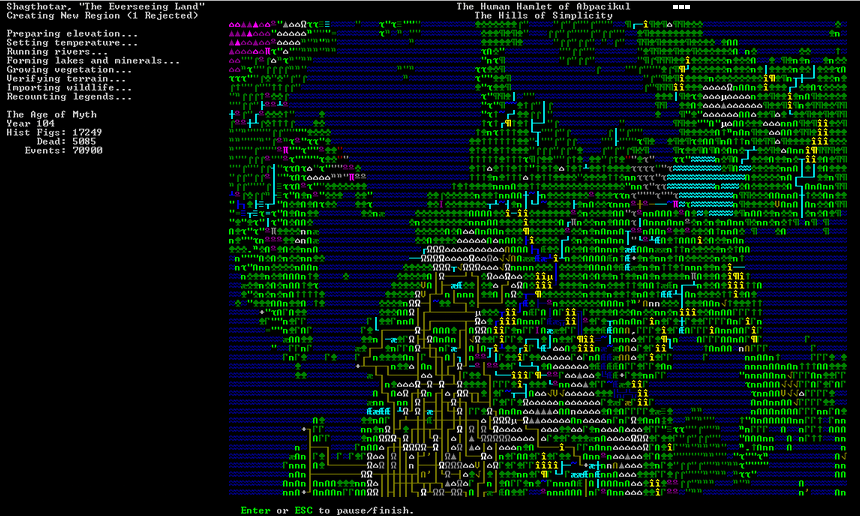 Shagthotar, "The Everseeing Land"
Creating New Region (1 Rejected)
The Human Hamlet of Abpacikul
The Hills of Simplicity
Preparing elevation...
Setting temperature...
Running rivers...
Forming lakes and minerals...
Growing vegetation...
Verifying terrain...
Importing wildlife...
Recounting legends...
The Age of Myth
Year 104
Hist Figs: 17249
Dead: 5085
Events: 70900
Enter or ESC to pause/finish.